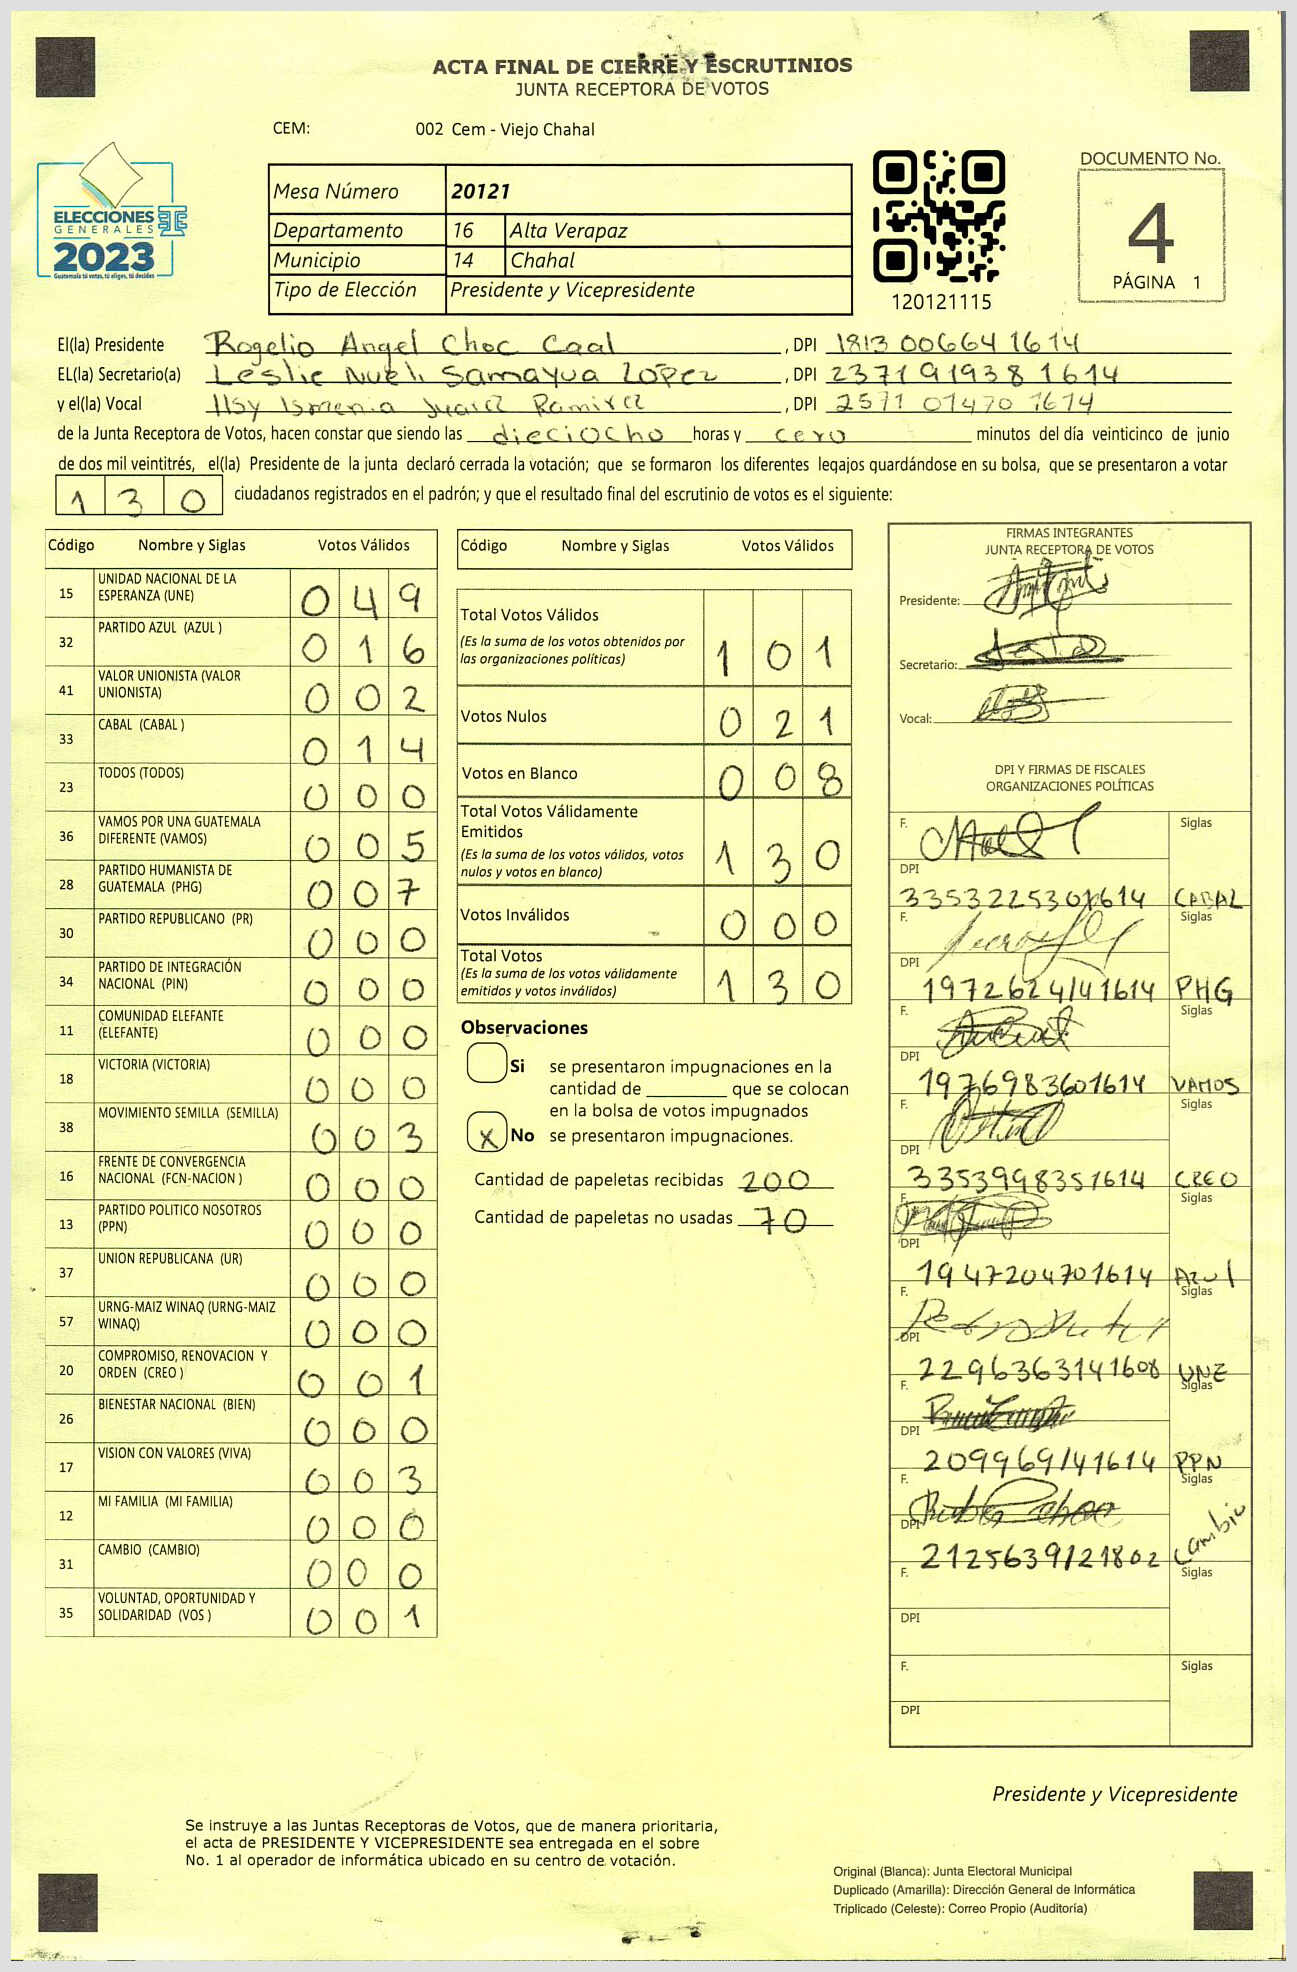 ACTA FINAL DE CIERRE Y ESCRUTINIOS
JUNTA RECEPTORA DE VOTOS
CEM: 002 Cem - Viejo Chahal
ELECCIONES
GENERALES
2023
Guatemala tú votas, tú eliges, tú decides
Mesa Número 20121
Departamento 16 Alta Verapaz
Municipio 14 Chahal
Tipo de Elección Presidente y Vicepresidente
120121115
DOCUMENTO No.
4
PÁGINA 1
El(la) Presidente Rogelio Angel Choc Caal , DPI 1813 00664 1614
EL(la) Secretario(a) Leslie Nueli Samayoa López , DPI 2371 91938 1614
y el(la) Vocal Ilsy Ismenia Juarez Ramirez , DPI 2571 01470 1614
de la Junta Receptora de Votos, hacen constar que siendo las dieciocho horas y cero minutos del día veinticinco de junio
de dos mil veintitrés, el(la) Presidente de la junta declaró cerrada la votación; que se formaron los diferentes legajos guardándose en su bolsa, que se presentaron a votar
1 3 0 ciudadanos registrados en el padrón; y que el resultado final del escrutinio de votos es el siguiente:
Código Nombre y Siglas Votos Válidos
15 UNIDAD NACIONAL DE LA ESPERANZA (UNE) 0 4 9
32 PARTIDO AZUL (AZUL ) 0 1 6
41 VALOR UNIONISTA (VALOR UNIONISTA) 0 0 2
33 CABAL (CABAL ) 0 1 4
23 TODOS (TODOS) 0 0 0
36 VAMOS POR UNA GUATEMALA DIFERENTE (VAMOS) 0 0 5
28 PARTIDO HUMANISTA DE GUATEMALA (PHG) 0 0 7
30 PARTIDO REPUBLICANO (PR) 0 0 0
34 PARTIDO DE INTEGRACIÓN NACIONAL (PIN) 0 0 0
11 COMUNIDAD ELEFANTE (ELEFANTE) 0 0 0
18 VICTORIA (VICTORIA) 0 0 0
38 MOVIMIENTO SEMILLA (SEMILLA) 0 0 3
16 FRENTE DE CONVERGENCIA NACIONAL (FCN-NACION ) 0 0 0
13 PARTIDO POLITICO NOSOTROS (PPN) 0 0 0
37 UNION REPUBLICANA (UR) 0 0 0
57 URNG-MAIZ WINAQ (URNG-MAIZ WINAQ) 0 0 0
20 COMPROMISO, RENOVACION Y ORDEN (CREO ) 0 0 1
26 BIENESTAR NACIONAL (BIEN) 0 0 0
17 VISION CON VALORES (VIVA) 0 0 3
12 MI FAMILIA (MI FAMILIA) 0 0 0
31 CAMBIO (CAMBIO) 0 0 0
35 VOLUNTAD, OPORTUNIDAD Y SOLIDARIDAD (VOS ) 0 0 1
Código Nombre y Siglas Votos Válidos
Total Votos Válidos
(Es la suma de los votos obtenidos por las organizaciones políticas) 1 0 1
Votos Nulos 0 2 1
Votos en Blanco 0 0 8
Total Votos Válidamente Emitidos
(Es la suma de los votos válidos, votos nulos y votos en blanco) 1 3 0
Votos Inválidos 0 0 0
Total Votos
(Es la suma de los votos válidamente emitidos y votos inválidos) 1 3 0
Observaciones
Si se presentaron impugnaciones en la
cantidad de ________ que se colocan
en la bolsa de votos impugnados
X No se presentaron impugnaciones.
Cantidad de papeletas recibidas 200
Cantidad de papeletas no usadas 70
FIRMAS INTEGRANTES
JUNTA RECEPTORA DE VOTOS
Presidente:
Secretario:
Vocal:
DPI Y FIRMAS DE FISCALES
ORGANIZACIONES POLÍTICAS
F. Siglas
DPI
3353225301614 CABAL
F. Siglas
DPI
1972624141614 PHG
F. Siglas
DPI
1976983601614 VAMOS
F. Siglas
DPI
3353998351614 CREO
F. Siglas
DPI
1947204701614 Azul
F. Siglas
DPI
2296363141608 UNE
F. Siglas
DPI
209969141614 PPN
F. Siglas
DPI
2125639121802 Cambio
F. Siglas
DPI
F. Siglas
DPI
Presidente y Vicepresidente
Se instruye a las Juntas Receptoras de Votos, que de manera prioritaria,
el acta de PRESIDENTE Y VICEPRESIDENTE sea entregada en el sobre
No. 1 al operador de informática ubicado en su centro de votación.
Original (Blanca): Junta Electoral Municipal
Duplicado (Amarilla): Dirección General de Informática
Triplicado (Celeste): Correo Propio (Auditoría)